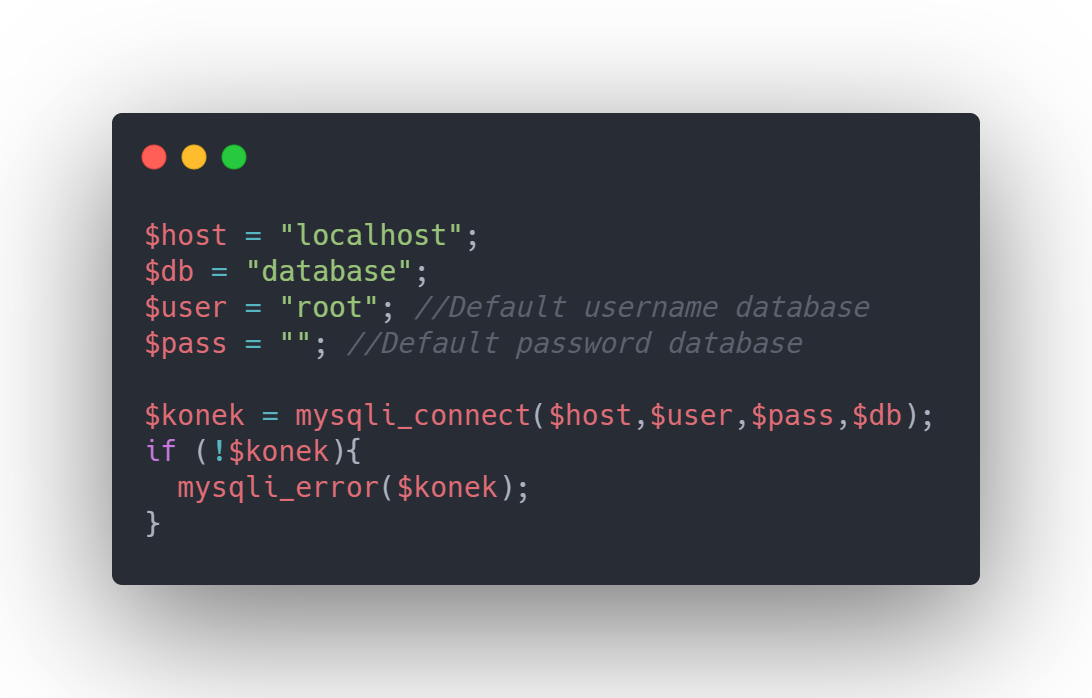 $host = "localhost";
$db = "database";
$user = "root"; //Default username database
$pass = ""; //Default password database
$konek = mysqli_connect($host,$user,$pass,$db);
if (!$konek){
  mysqli_error($konek);
}